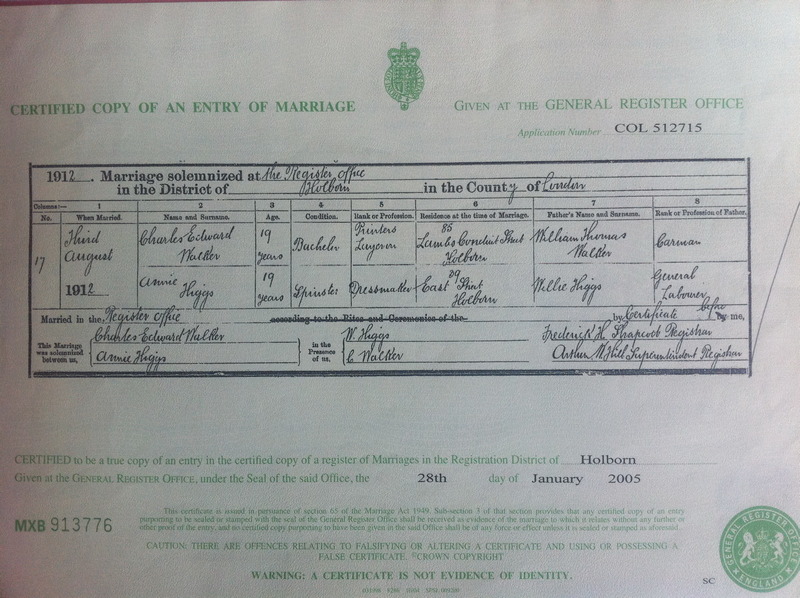 CERTIFIED COPY OF AN ENTRY OF MARRIAGE
GIVEN AT THE GENERAL REGISTER OFFICE
Application Number COL 512715
1912. Marriage solemnized at the Register office
in the District of Holborn in the County of London
Columns:— 1 2 3 4 5 6 7 8
No. When Married. Name and Surname. Age. Condition. Rank or Profession. Residence at the time of Marriage. Father's Name and Surname. Rank or Profession of Father.
17 Third August 1912 Charles Edward Walker 19 years Bachelor Printers 85 Lambs Conduit Street Holborn William Thomas Walker Carman
Annie Higgs 19 years Spinster Dressmaker East Street Holborn Willie Higgs General Labourer
Married in the Register office according to the Rites and Ceremonies of the by Certificate before by me,
This Marriage was solemnized between us,
Charles Edward Walker
Annie Higgs
in the Presence of us.
W. Higgs
C Walker
Frederick H. Registrar
Arthur W Hill Superintendent Registrar
CERTIFIED to be a true copy of an entry in the certified copy of a register of Marriages in the Registration District of Holborn
Given at the GENERAL REGISTER OFFICE, under the Seal of the said Office, the 28th day of January 2005
MXB 913776
This certificate is issued in pursuance of section 65 of the Marriage Act 1949. Sub-section 3 of that section provides that any certified copy of an entry
purporting to be sealed or stamped with the seal of the General Register Office shall be received as evidence of the marriage to which it relates without any further or
other proof of the entry, and no certified copy purporting to have been given in the said Office shall be of any force or effect unless it is sealed or stamped as aforesaid.
CAUTION: THERE ARE OFFENCES RELATING TO FALSIFYING OR ALTERING A CERTIFICATE AND USING OR POSSESSING A
FALSE CERTIFICATE. ©CROWN COPYRIGHT
WARNING: A CERTIFICATE IS NOT EVIDENCE OF IDENTITY.
SC
GENERAL REGISTER OFFICE ENGLAND